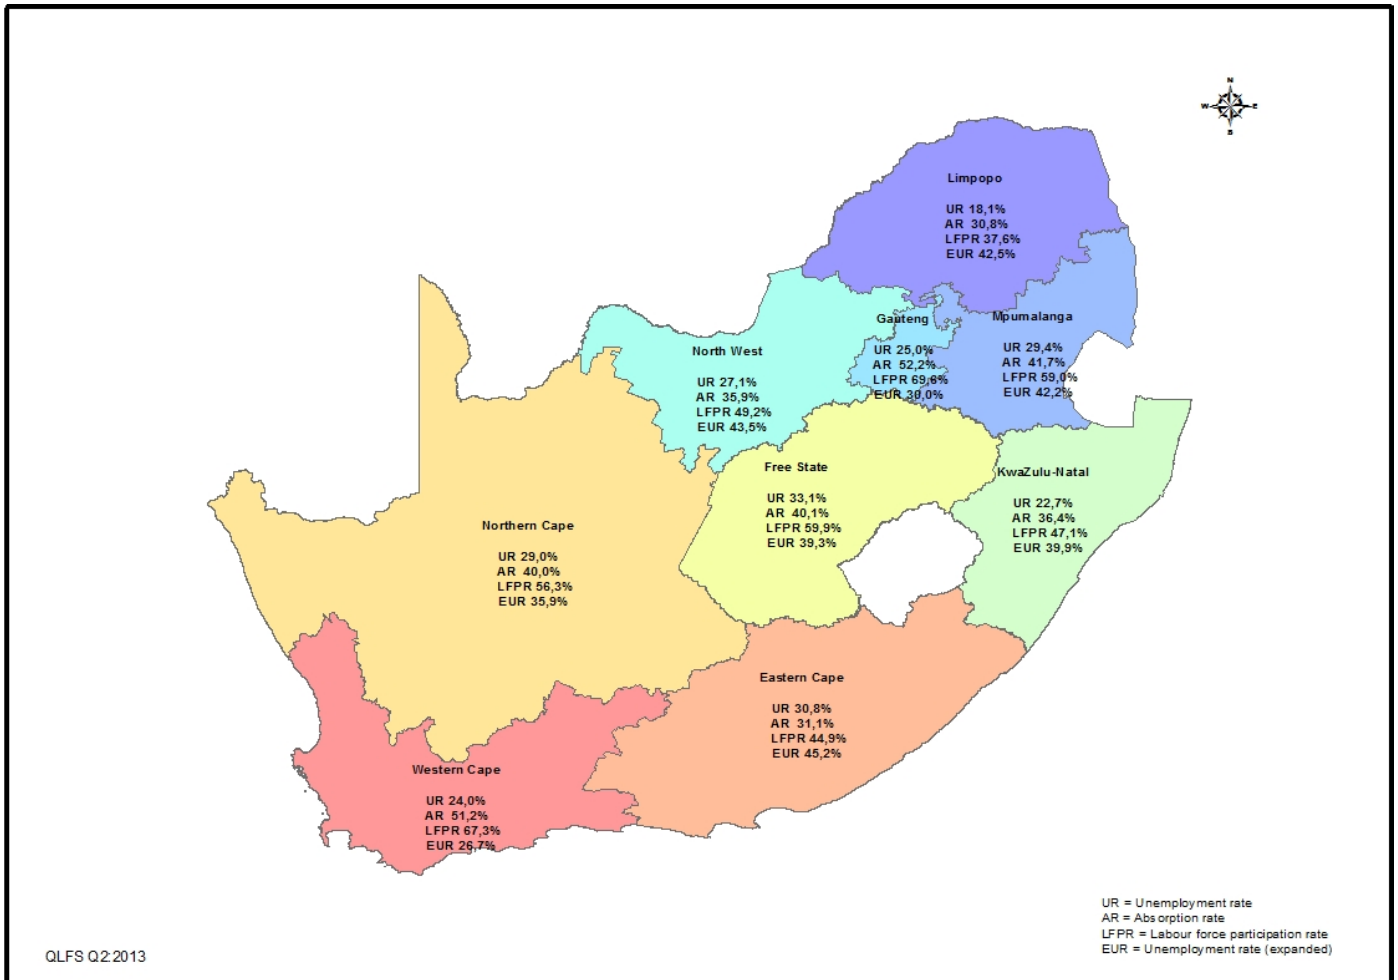 N
W E
S
Limpopo
UR 18,1%
AR 30,8%
LFPR 37,6%
EUR 42,5%
Gauteng
UR 25,0%
AR 52,2%
LFPR 69,6%
EUR 30,0%
Mpumalanga
UR 29,4%
AR 41,7%
LFPR 59,0%
EUR 42,2%
North West
UR 27,1%
AR 35,9%
LFPR 49,2%
EUR 43,5%
Free State
UR 33,1%
AR 40,1%
LFPR 59,9%
EUR 39,3%
KwaZulu-Natal
UR 22,7%
AR 36,4%
LFPR 47,1%
EUR 39,9%
Northern Cape
UR 29,0%
AR 40,0%
LFPR 56,3%
EUR 35,9%
Eastern Cape
UR 30,8%
AR 31,1%
LFPR 44,9%
EUR 45,2%
Western Cape
UR 24,0%
AR 51,2%
LFPR 67,3%
EUR 26,7%
UR = Unemployment rate
AR = Absorption rate
LFPR = Labour force participation rate
EUR = Unemployment rate (expanded)
QLFS Q2:2013